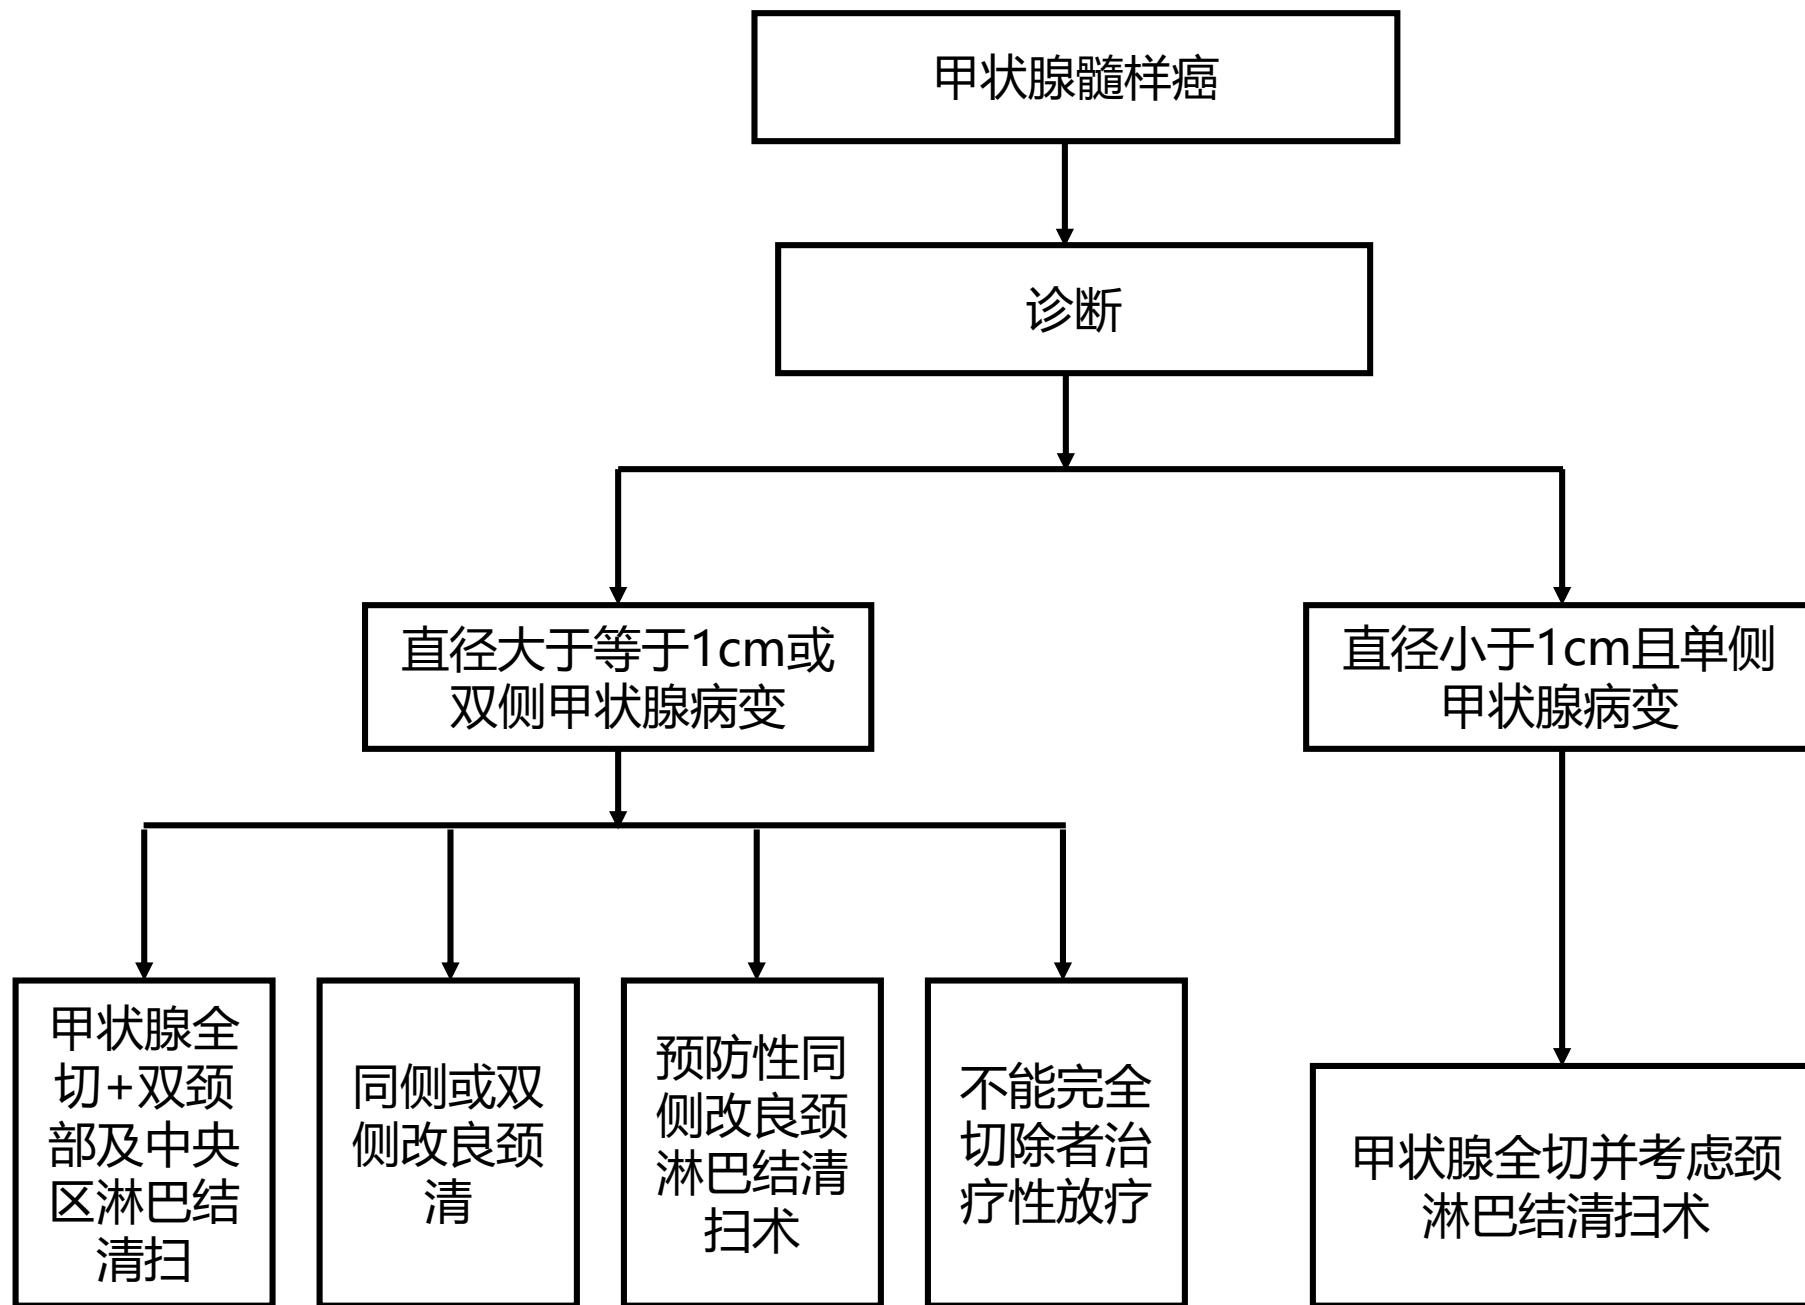 甲状腺髓样癌
诊断
直径大于等于1cm或
双侧甲状腺病变
直径小于1cm且单侧
甲状腺病变
甲状腺全
切+双颈
部及中央
区淋巴结
清扫
同侧或双
侧改良颈
清
预防性同
侧改良颈
淋巴结清
扫术
不能完全
切除者治
疗性放疗
甲状腺全切并考虑颈
淋巴结清扫术